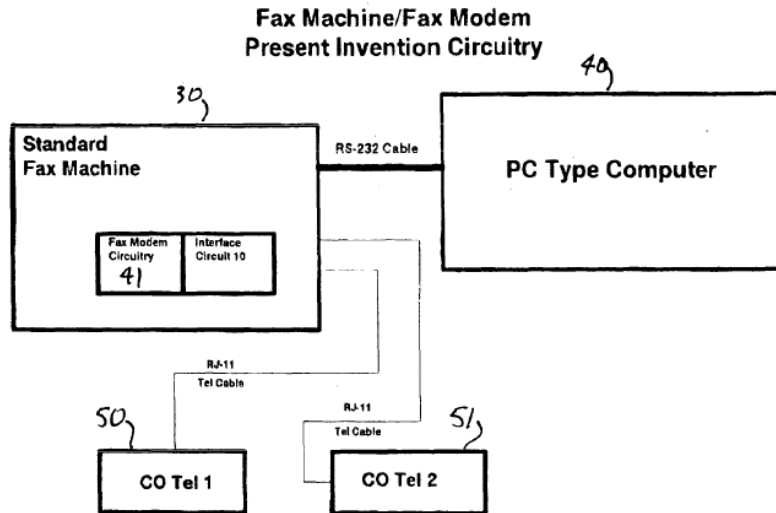 Fax Machine/Fax Modem
Present Invention Circuitry
30
40
Standard
Fax Machine
RS-232 Cable
PC Type Computer
Fax Modem
Circuitry
41
Interface
Circuit 10
RJ-11
Tel Cable
RJ-11
Tel Cable
50
51
CO Tel 1
CO Tel 2